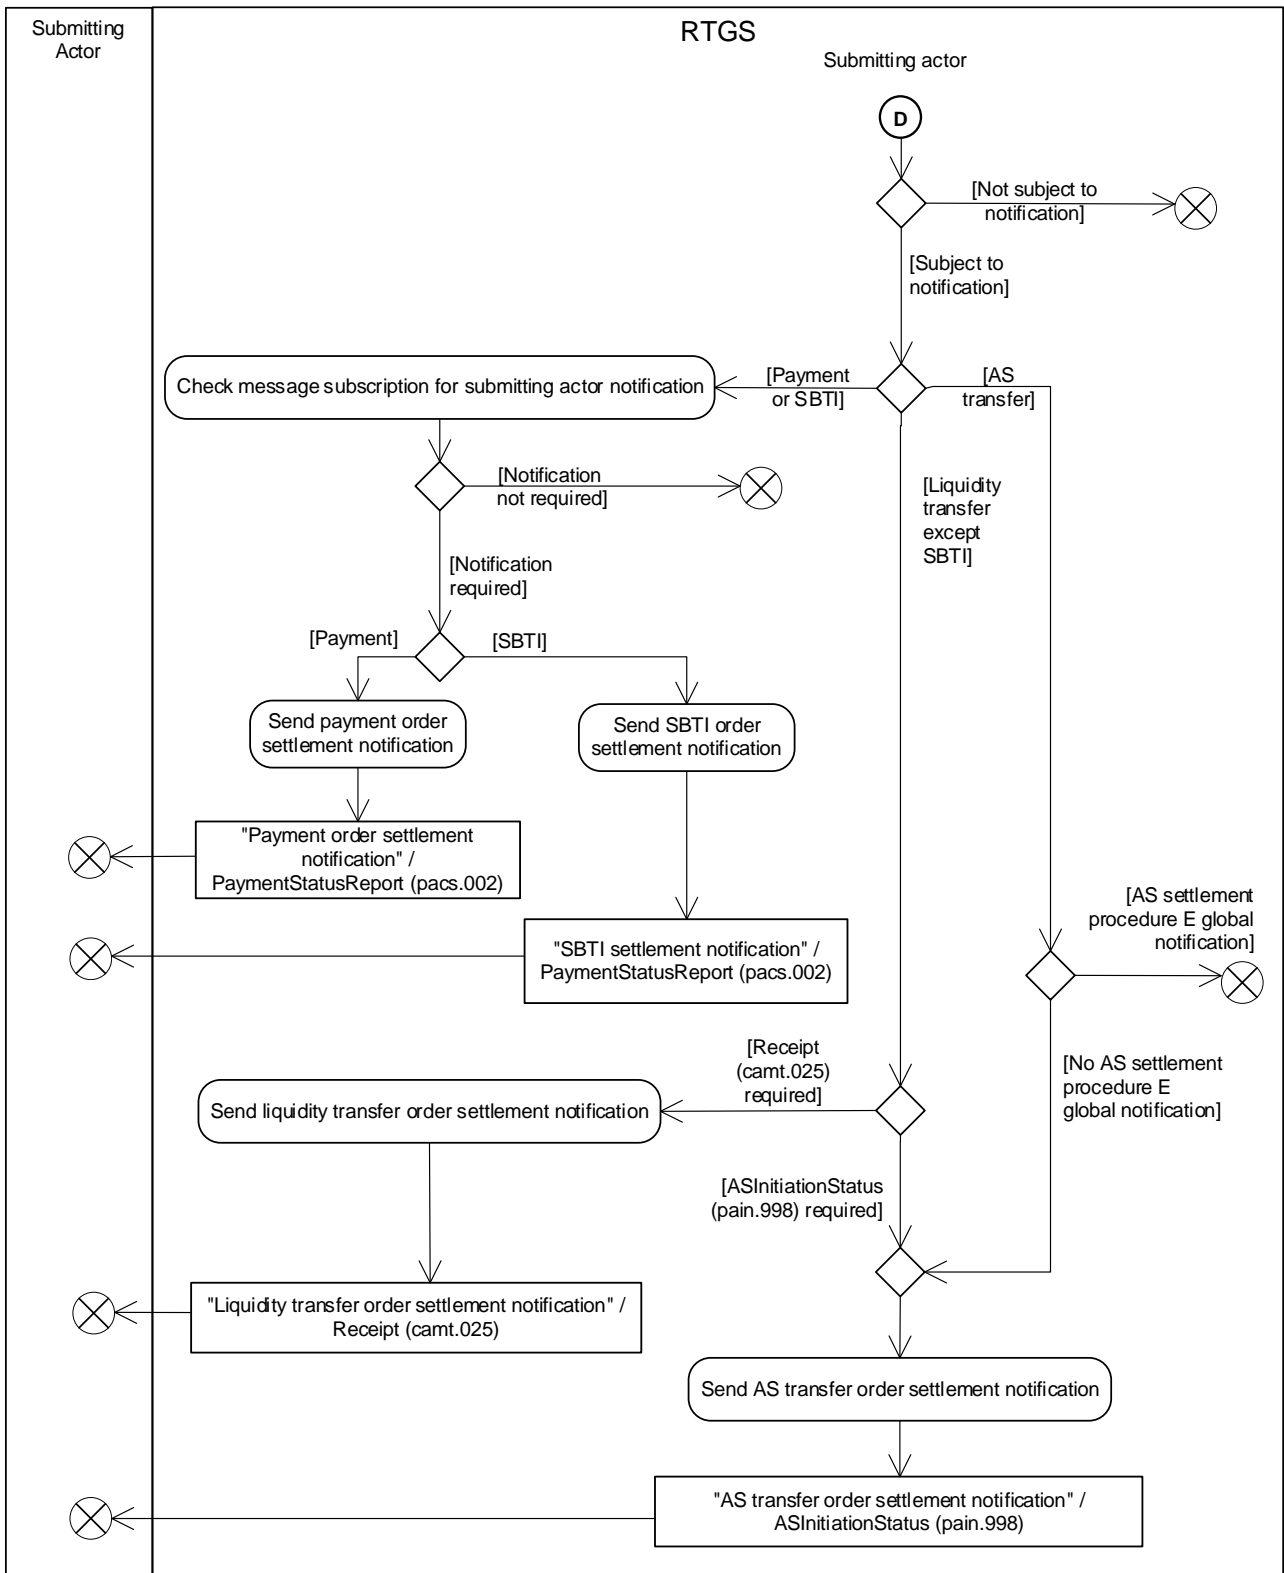 Submitting
Actor
RTGS
Submitting actor
D
[Not subject to
notification]
[Subject to
notification]
Check message subscription for submitting actor notification
[Payment
or SBTI]
[AS
transfer]
[Notification
not required]
[Liquidity
transfer
except
SBTI]
[Notification
required]
[Payment]
[SBTI]
Send payment order
settlement notification
Send SBTI order
settlement notification
"Payment order settlement
notification" /
PaymentStatusReport (pacs.002)
[AS settlement
procedure E global
notification]
"SBTI settlement notification" /
PaymentStatusReport (pacs.002)
[Receipt
(camt.025)
required]
[No AS settlement
procedure E
global notification]
Send liquidity transfer order settlement notification
[ASInitiationStatus
(pain.998) required]
"Liquidity transfer order settlement notification" /
Receipt (camt.025)
Send AS transfer order settlement notification
"AS transfer order settlement notification" /
ASInitiationStatus (pain.998)